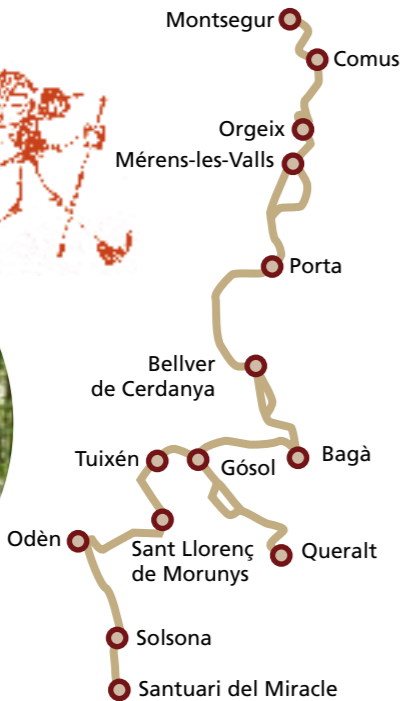 Montsegur
Comus
Orgeix
Mérens-les-Valls
Porta
Bellver
de Cerdanya
Tuixén
Gósol
Bagà
Odèn
Sant Llorenç
de Morunys
Queralt
Solsona
Santuari del Miracle